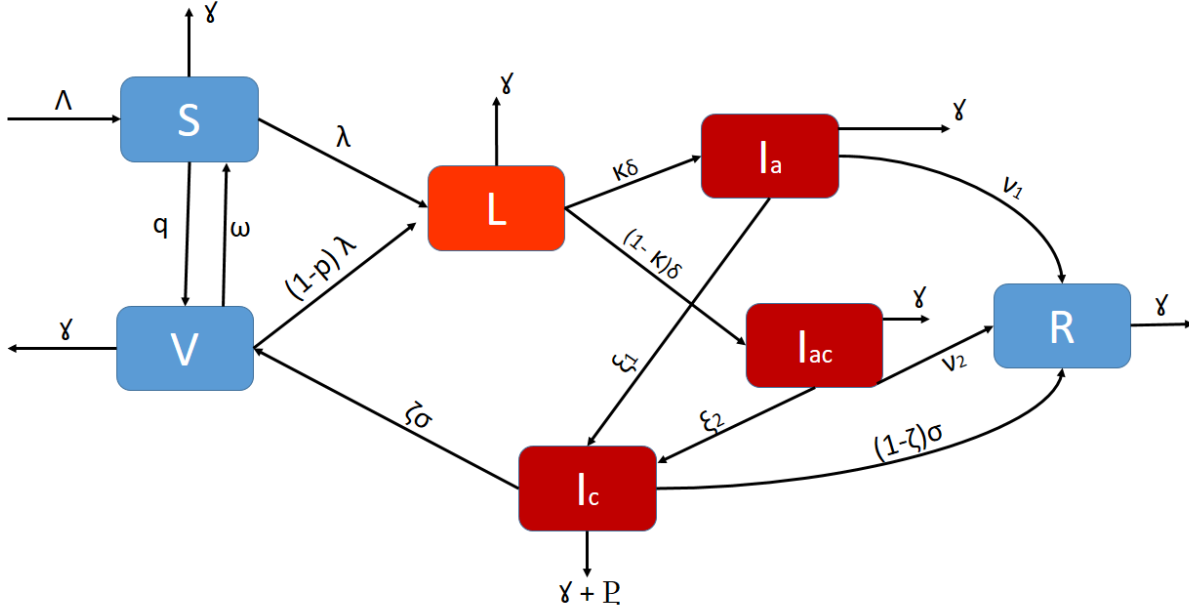 ɣ
Λ
S
λ
q
ω
(1-p) λ
ɣ
V
ζσ
ɣ
L
κδ
(1- κ)δ
Ia
ɣ
ν1
ξ1
Iac
ɣ
ν2
ξ2
R
ɣ
Ic
(1-ζ)σ
ɣ + P